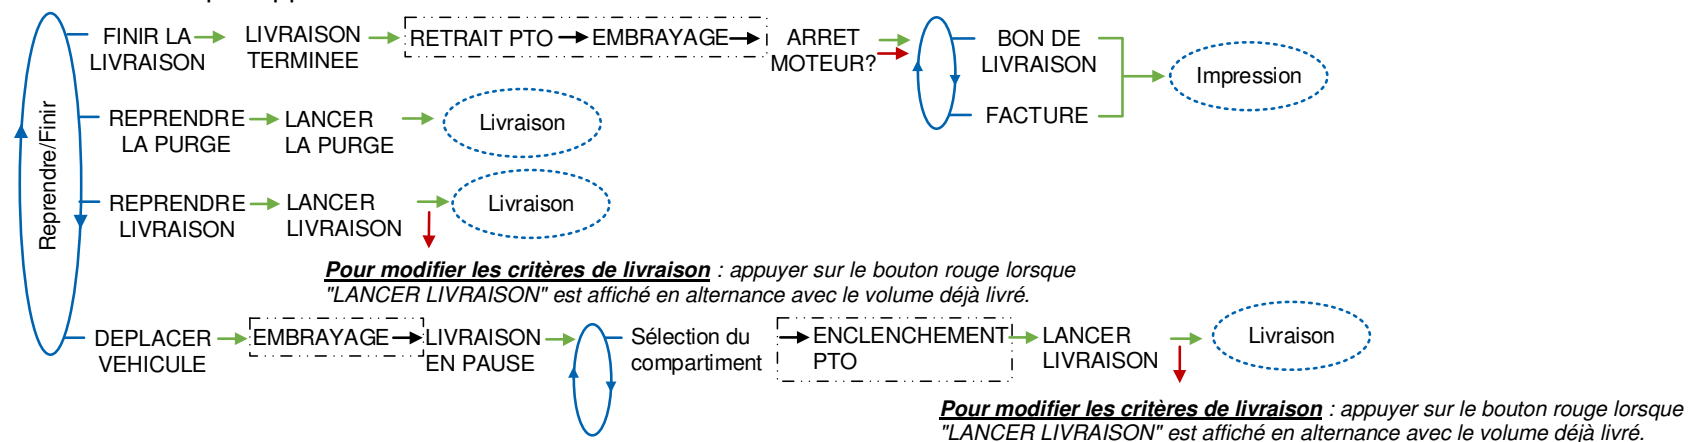 Reprendre/Finir
FINIR LA
LIVRAISON
LIVRAISON
TERMINEE
RETRAIT PTO
EMBRAYAGE
ARRET
MOTEUR?
BON DE
LIVRAISON
FACTURE
Impression
REPRENDRE
LA PURGE
LANCER
LA PURGE
Livraison
REPRENDRE
LIVRAISON
LANCER
LIVRAISON
Livraison
Pour modifier les critères de livraison : appuyer sur le bouton rouge lorsque
"LANCER LIVRAISON" est affiché en alternance avec le volume déjà livré.
DEPLACER
VEHICULE
EMBRAYAGE
LIVRAISON
EN PAUSE
Sélection du
compartiment
ENCLENCHEMENT
PTO
LANCER
LIVRAISON
Livraison
Pour modifier les critères de livraison : appuyer sur le bouton rouge lorsque
"LANCER LIVRAISON" est affiché en alternance avec le volume déjà livré.